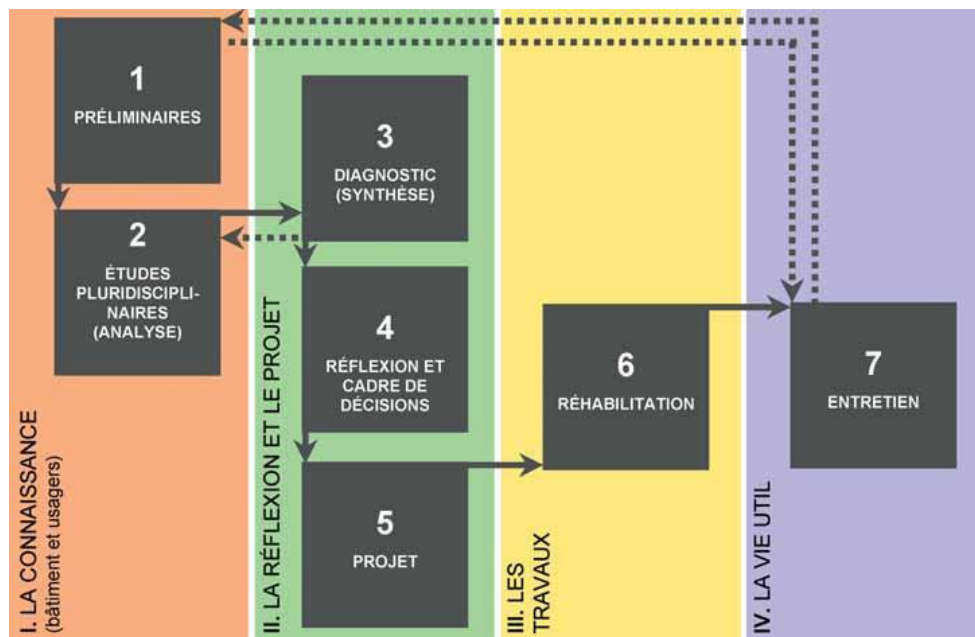 1
PRÉLIMINAIRES
2
ÉTUDES
PLURIDISCIPLI-
NAIRES
(ANALYSE)
I. LA CONNAISSANCE
(bâtiment et usagers)
3
DIAGNOSTIC
(SYNTHÈSE)
4
RÉFLEXION ET
CADRE DE
DÉCISIONS
5
PROJET
II. LA RÉFLEXION ET LE PROJET
6
RÉHABILITATION
III. LES
TRAVAUX
7
ENTRETIEN
IV. LA VIE UTIL